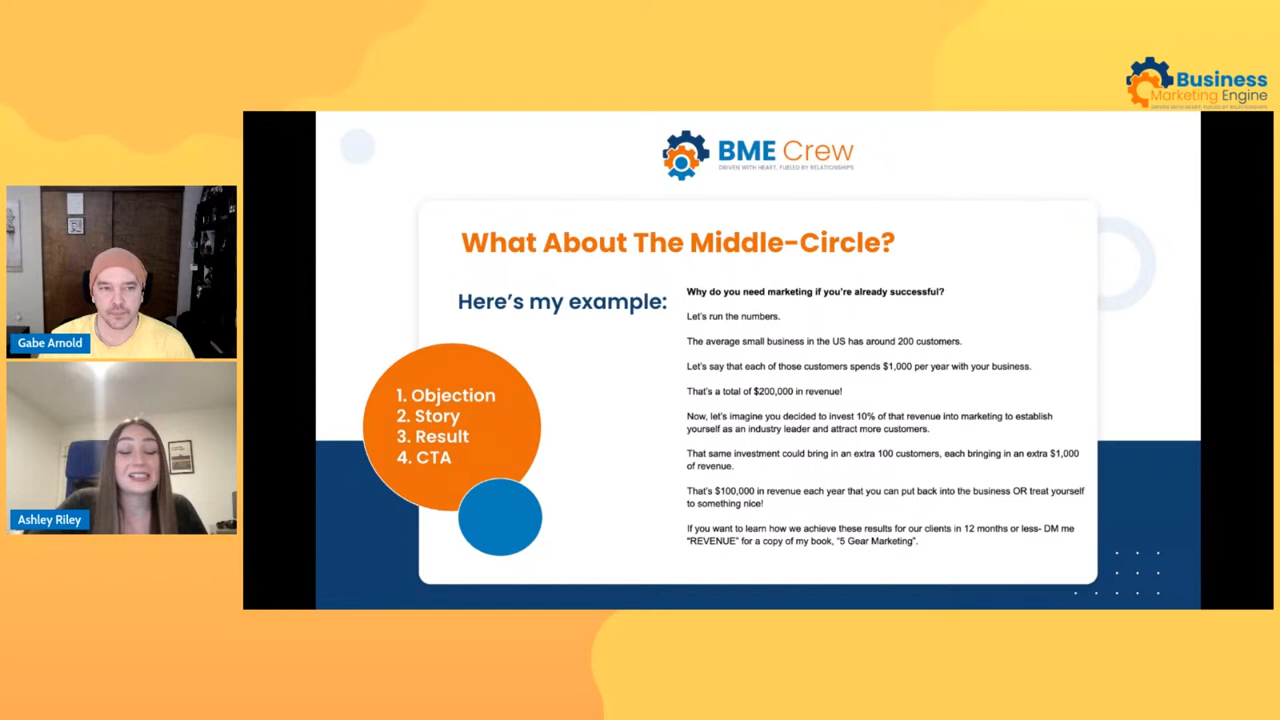 Business
Marketing Engine
DRIVEN WITH HEART, FUELED BY RELATIONSHIPS
BME Crew
DRIVEN WITH HEART, FUELED BY RELATIONSHIPS
What About The Middle-Circle?
Here's my example:
Why do you need marketing if you're already successful?
Let's run the numbers.
The average small business in the US has around 200 customers.
Let's say that each of those customers spends $1,000 per year with your business.
That's a total of $200,000 in revenue!
Now, let's imagine you decided to invest 10% of that revenue into marketing to establish
yourself as an industry leader and attract more customers.
That same investment could bring in an extra 100 customers, each bringing in an extra $1,000
of revenue.
That's $100,000 in revenue each year that you can put back into the business OR treat yourself
to something nice!
If you want to learn how we achieve these results for our clients in 12 months or less- DM me
"REVENUE" for a copy of my book, "5 Gear Marketing".
1. Objection
2. Story
3. Result
4. CTA
Gabe Arnold
Ashley Riley